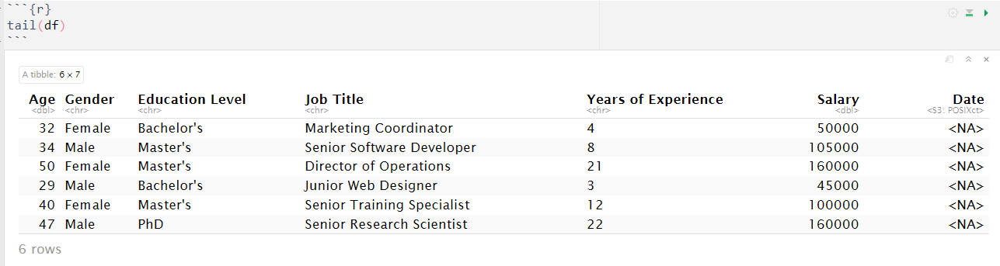 ```{r}
tail(df)
```
A tibble: 6 × 7
Age Gender Education Level Job Title Years of Experience Salary Date
<dbl> <chr> <chr> <chr> <chr> <dbl> <S3: POSIXct>
32 Female Bachelor's Marketing Coordinator 4 50000 <NA>
34 Male Master's Senior Software Developer 8 105000 <NA>
50 Female Master's Director of Operations 21 160000 <NA>
29 Male Bachelor's Junior Web Designer 3 45000 <NA>
40 Female Master's Senior Training Specialist 12 100000 <NA>
47 Male PhD Senior Research Scientist 22 160000 <NA>
6 rows